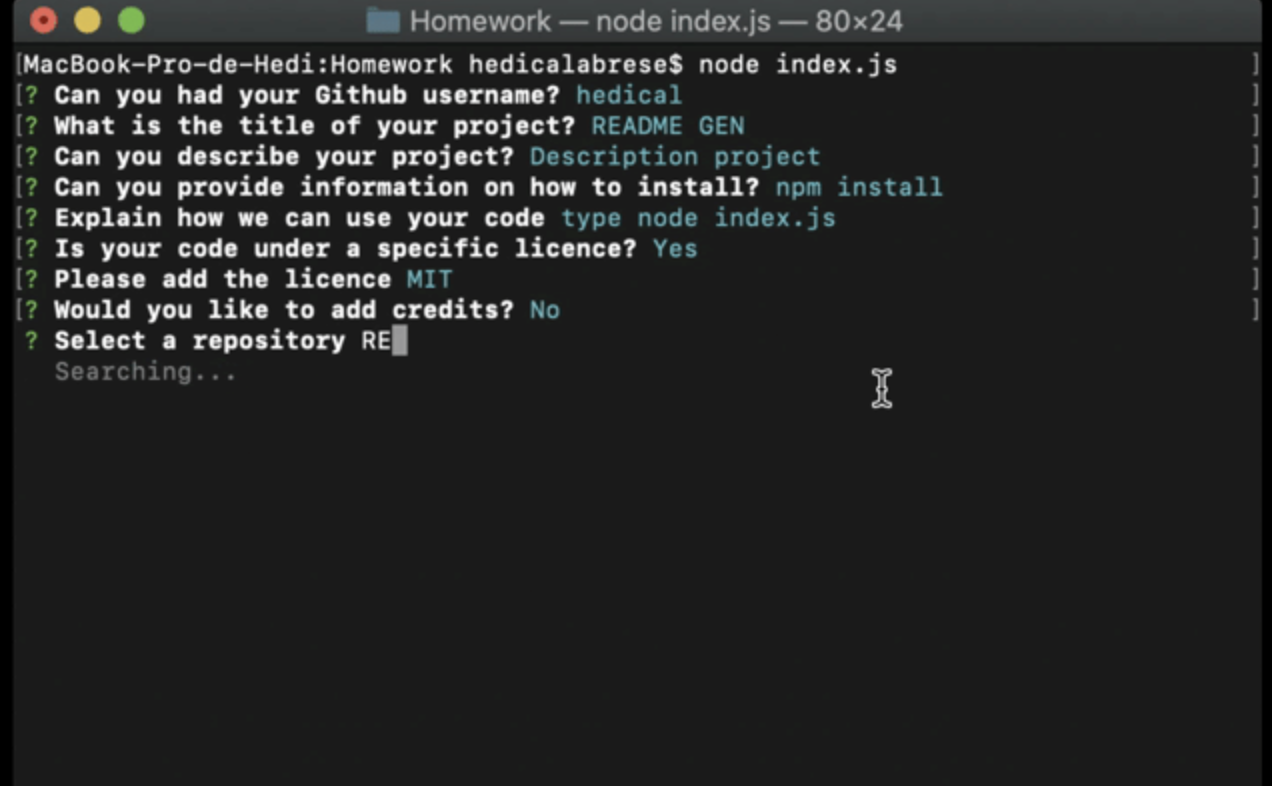 Homework — node index.js — 80×24
[MacBook-Pro-de-Hedi:Homework hedicalabrese$ node index.js ]
[? Can you had your Github username? hedical ]
[? What is the title of your project? README GEN ]
[? Can you describe your project? Description project ]
[? Can you provide information on how to install? npm install ]
[? Explain how we can use your code type node index.js ]
[? Is your code under a specific licence? Yes ]
[? Please add the licence MIT ]
[? Would you like to add credits? No ]
? Select a repository RE
Searching...